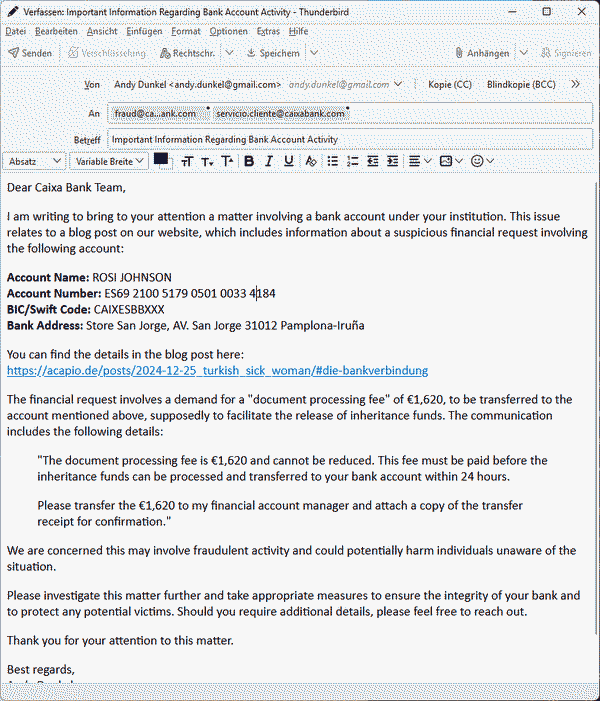 Verfassen: Important Information Regarding Bank Account Activity - Thunderbird
Datei Bearbeiten Ansicht Einfügen Format Optionen Extras Hilfe
Senden Verschlüsselung Rechtschr. Speichern Anhängen Signieren
Von Andy Dunkel <andy.dunkel@gmail.com> andy.dunkel@gmail.com Kopie (CC) Blindkopie (BCC)
An fraud@ca...ank.com servicio.cliente@caixabank.com
Betreff Important Information Regarding Bank Account Activity
Absatz Variable Breite
Dear Caixa Bank Team,
I am writing to bring to your attention a matter involving a bank account under your institution. This issue
relates to a blog post on our website, which includes information about a suspicious financial request involving
the following account:
Account Name: ROSI JOHNSON
Account Number: ES69 2100 5179 0501 0033 4184
BIC/Swift Code: CAIXESBBXXX
Bank Address: Store San Jorge, AV. San Jorge 31012 Pamplona-Iruña
You can find the details in the blog post here:
https://acapio.de/posts/2024-12-25_turkish_sick_woman/#die-bankverbindung
The financial request involves a demand for a "document processing fee" of €1,620, to be transferred to the
account mentioned above, supposedly to facilitate the release of inheritance funds. The communication
includes the following details:
"The document processing fee is €1,620 and cannot be reduced. This fee must be paid before the
inheritance funds can be processed and transferred to your bank account within 24 hours.
Please transfer the €1,620 to my financial account manager and attach a copy of the transfer
receipt for confirmation."
We are concerned this may involve fraudulent activity and could potentially harm individuals unaware of the
situation.
Please investigate this matter further and take appropriate measures to ensure the integrity of your bank and
to protect any potential victims. Should you require additional details, please feel free to reach out.
Thank you for your attention to this matter.
Best regards,